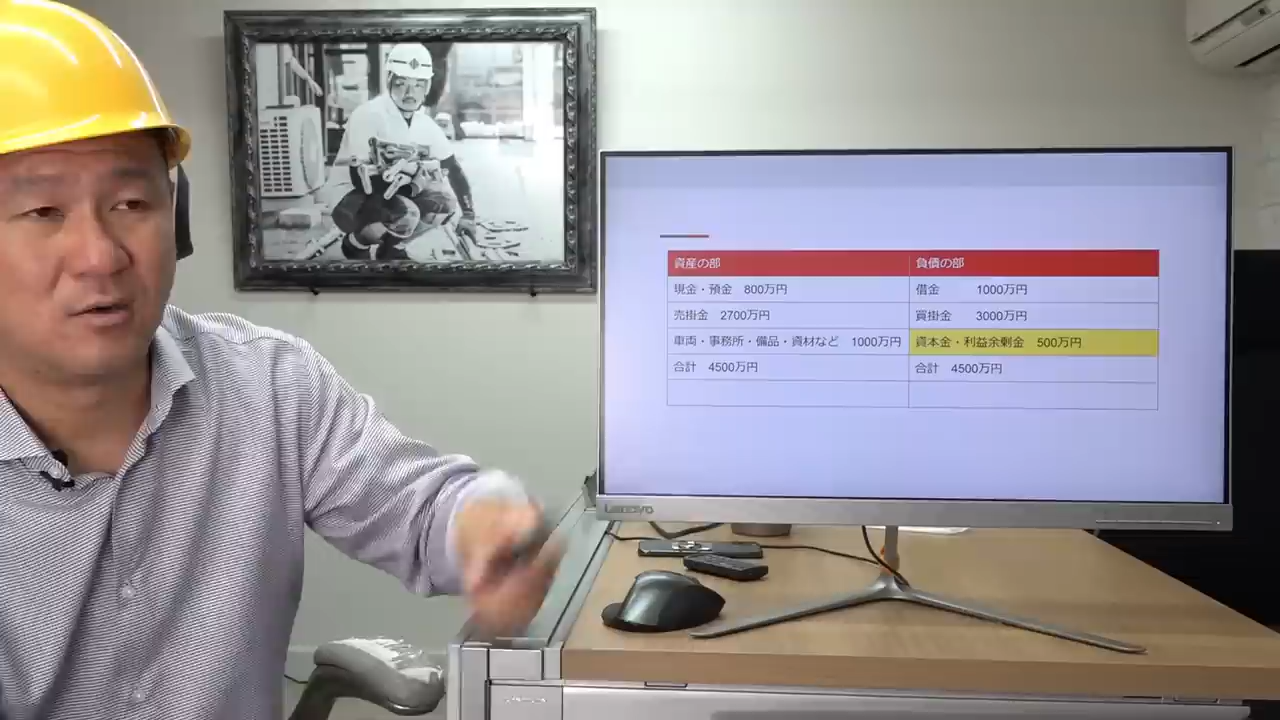 資産の部 負債の部
現金・預金 800万円 借金 1000万円
売掛金 2700万円 買掛金 3000万円
車両・事務所・備品・資材など 1000万円 資本金・利益余剰金 500万円
合計 4500万円 合計 4500万円
Lenovo